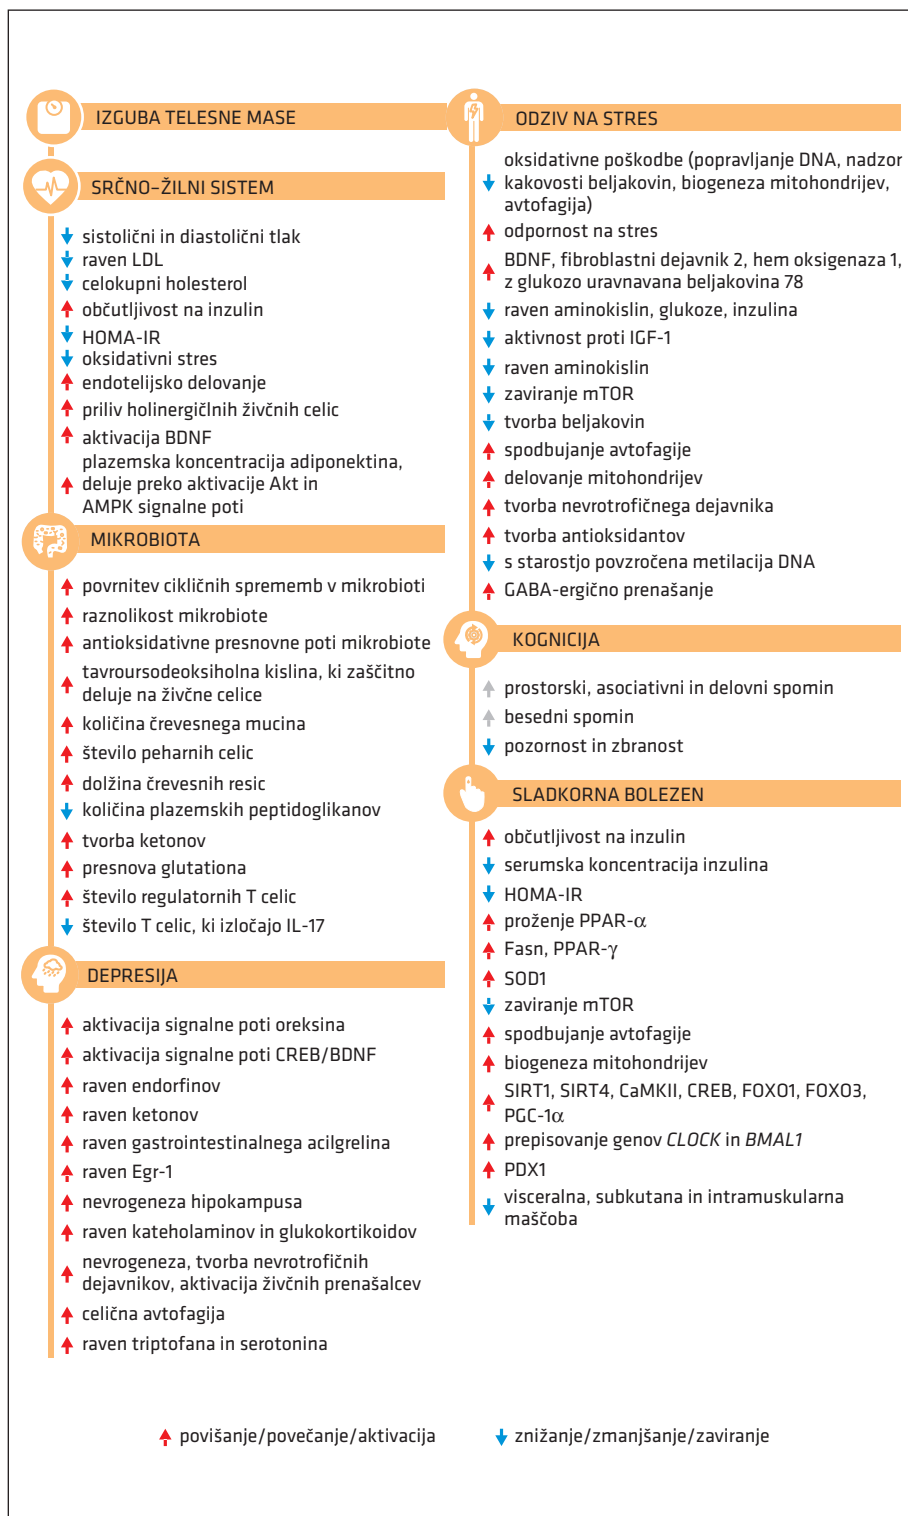 IZGUBA TELESNE MASE
SRČNO–ŽILNI SISTEM
sistolični in diastolični tlak
raven LDL
celokupni holesterol
občutljivost na inzulin
HOMA-IR
oksidativni stres
endotelijsko delovanje
priliv holinergičlnih živčnih celic
aktivacija BDNF
plazemska koncentracija adiponektina,
deluje preko aktivacije Akt in
AMPK signalne poti
MIKROBIOTA
povrnitev cikličnih sprememb v mikrobioti
raznolikost mikrobiote
antioksidativne presnovne poti mikrobiote
tavroursodeoksiholna kislina, ki zaščitno
deluje na živčne celice
količina črevesnega mucina
število peharnih celic
dolžina črevesnih resic
količina plazemskih peptidoglikanov
tvorba ketonov
presnova glutationa
število regulatornih T celic
število T celic, ki izločajo IL-17
DEPRESIJA
aktivacija signalne poti oreksina
aktivacija signalne poti CREB/BDNF
raven endorfinov
raven ketonov
raven gastrointestinalnega acilgrelina
raven Egr-1
nevrogeneza hipokampusa
raven kateholaminov in glukokortikoidov
nevrogeneza, tvorba nevrotrofičnih
dejavnikov, aktivacija živčnih prenašalcev
celična avtofagija
raven triptofana in serotonina
ODZIV NA STRES
oksidativne poškodbe (popravljanje DNA, nadzor
kakovosti beljakovin, biogeneza mitohondrijev,
avtofagija)
odpornost na stres
BDNF, fibroblastni dejavnik 2, hem oksigenaza 1,
z glukozo uravnavana beljakovina 78
raven aminokislin, glukoze, inzulina
aktivnost proti IGF-1
raven aminokislin
zaviranje mTOR
tvorba beljakovin
spodbujanje avtofagije
delovanje mitohondrijev
tvorba nevrotrofičnega dejavnika
tvorba antioksidantov
s starostjo povzročena metilacija DNA
GABA-ergično prenašanje
KOGNICIJA
prostorski, asociativni in delovni spomin
besedni spomin
pozornost in zbranost
SLADKORNA BOLEZEN
občutljivost na inzulin
serumska koncentracija inzulina
HOMA-IR
proženje PPAR-α
Fasn, PPAR-γ
SOD1
zaviranje mTOR
spodbujanje avtofagije
biogeneza mitohondrijev
SIRT1, SIRT4, CaMKII, CREB, FOXO1, FOXO3,
PGC-1α
prepisovanje genov CLOCK in BMAL1
PDX1
visceralna, subkutana in intramuskularna
maščoba
povišanje/povečanje/aktivacija
znižanje/zmanjšanje/zaviranje